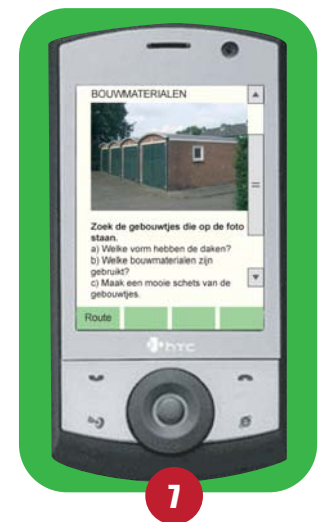 BOUWMATERIALEN
Zoek de gebouwtjes die op de foto
staan.
a) Welke vorm hebben de daken?
b) Welke bouwmaterialen zijn
gebruikt?
c) Maak een mooie schets van de
gebouwtjes.
Route
hTC
7